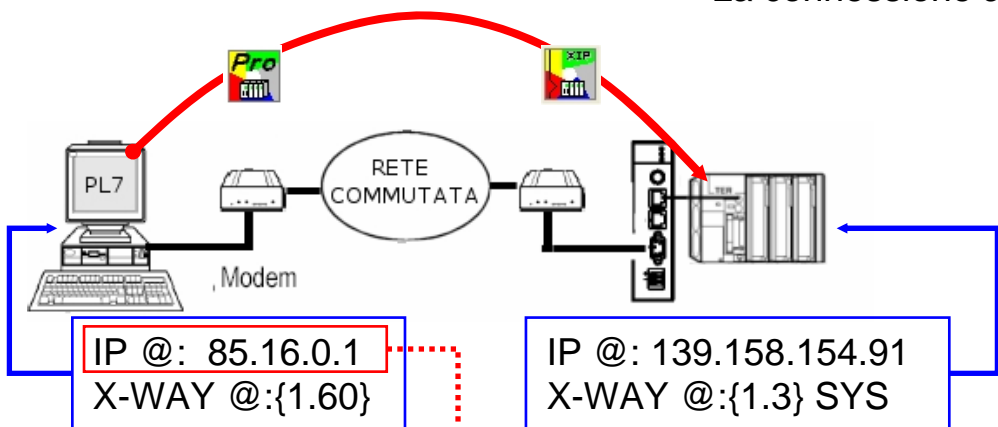 Pro
XIP
PL7
RETE
COMMUTATA
TER
, Modem
IP @: 85.16.0.1
X-WAY @:{1.60}
IP @: 139.158.154.91
X-WAY @:{1.3} SYS